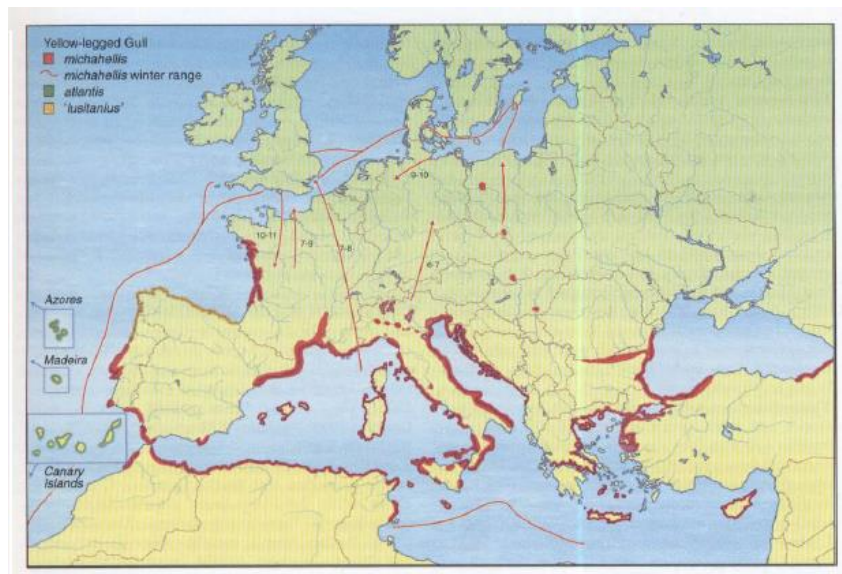 Yellow-legged Gull
michahellis
michahellis winter range
atlantis
'lusitanius'
9-10
10-11
7-9
7-8
6-7
Azores
Madeira
Canary
Islands